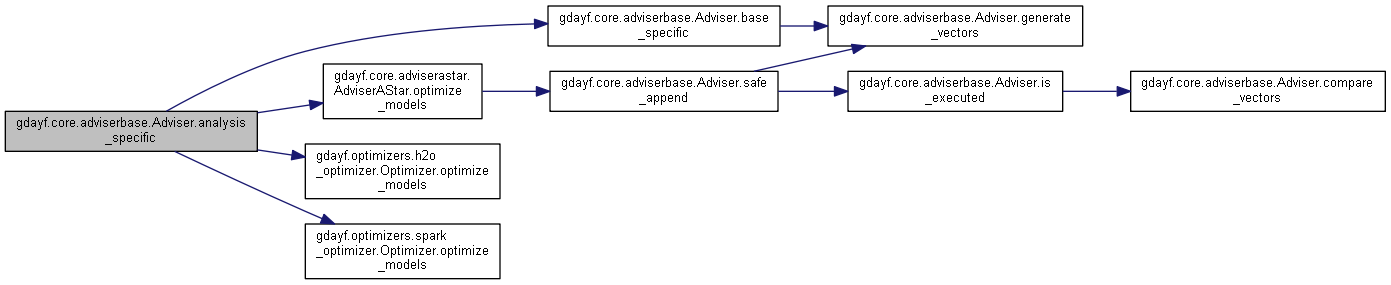 gdayf.core.adviserbase.Adviser.analysis
_specific
gdayf.core.adviserbase.Adviser.base
_specific
gdayf.core.adviserbase.Adviser.generate
_vectors
gdayf.core.adviserastar.
AdviserAStar.optimize
_models
gdayf.core.adviserbase.Adviser.safe
_append
gdayf.core.adviserbase.Adviser.is
_executed
gdayf.core.adviserbase.Adviser.compare
_vectors
gdayf.optimizers.h2o
_optimizer.Optimizer.optimize
_models
gdayf.optimizers.spark
_optimizer.Optimizer.optimize
_models